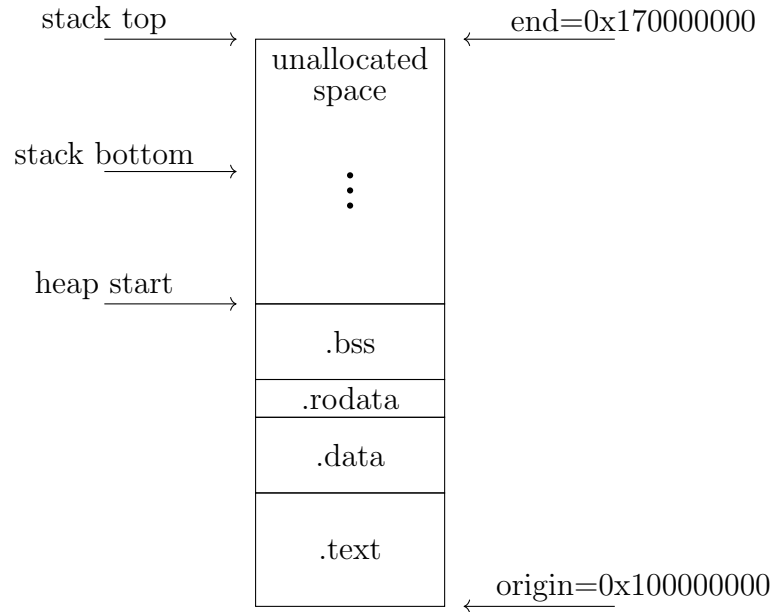 stack top
end=0x170000000
unallocated
space
stack bottom
heap start
.bss
.rodata
.data
.text
origin=0x100000000